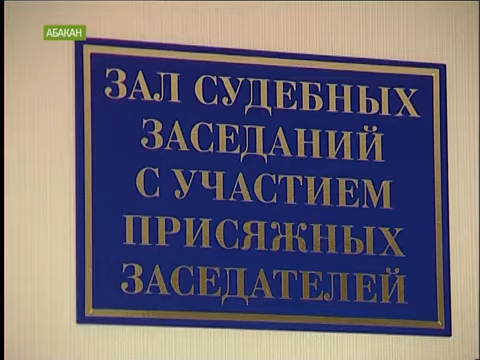 АБАКАН
ЗАЛ СУДЕБНЫХ
ЗАСЕДАНИЙ
С УЧАСТИЕМ
ПРИСЯЖНЫХ
ЗАСЕДАТЕЛЕЙ